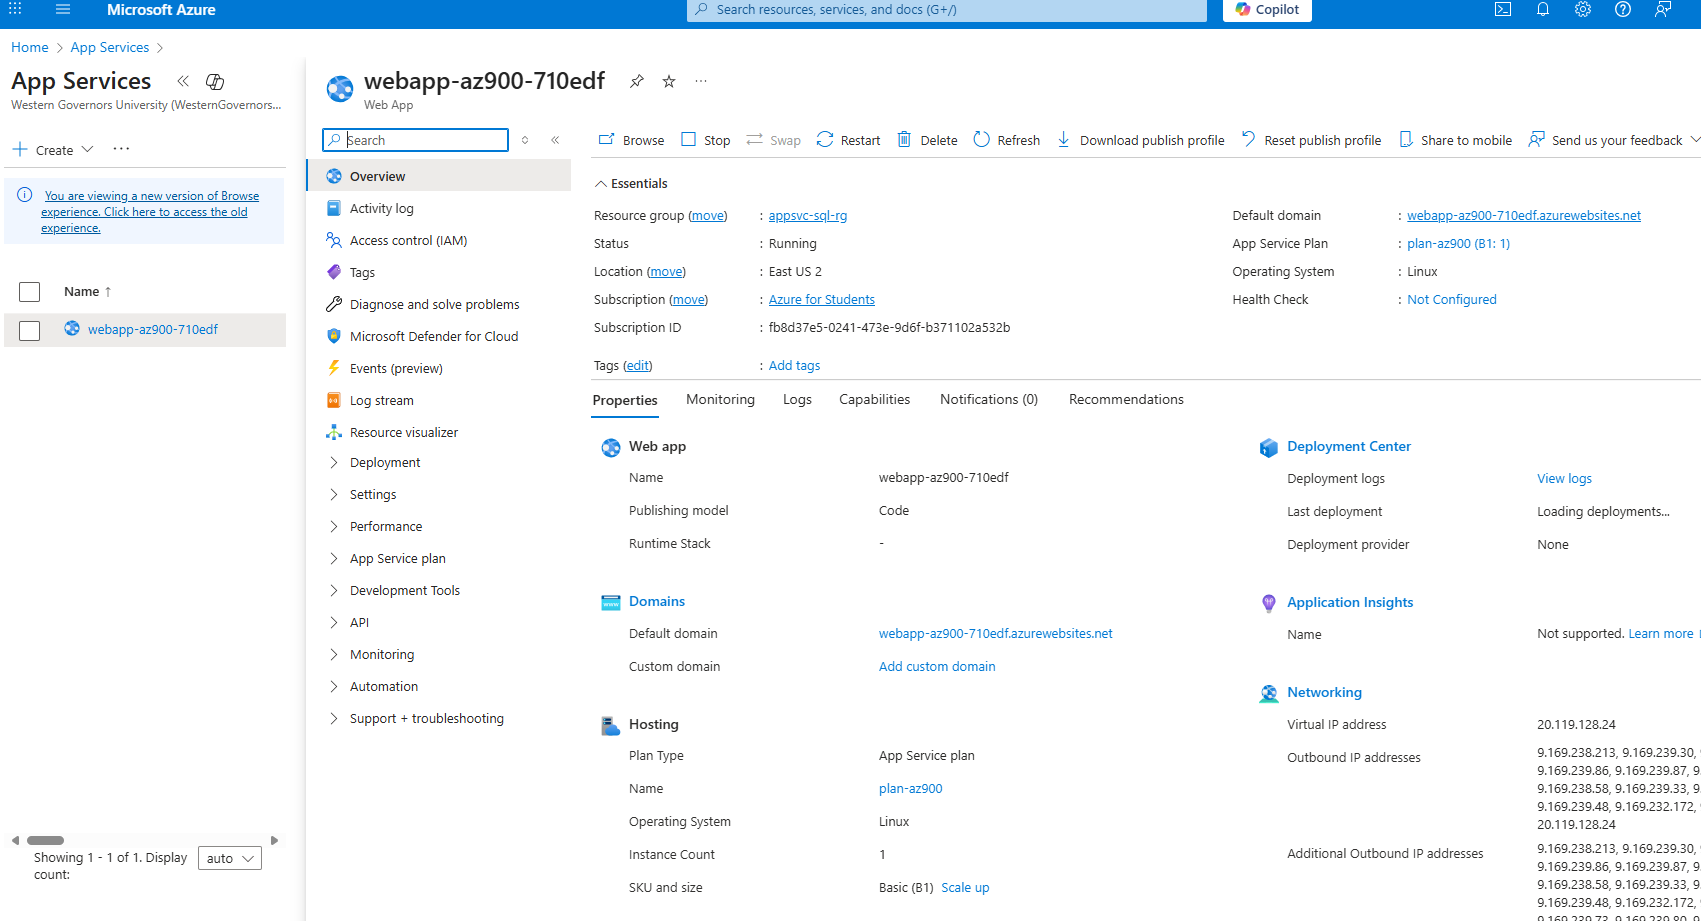 Microsoft Azure
Search resources, services, and docs (G+/)
Copilot
Home > App Services >
App Services
Western Governors University (WesternGovernors...
Create
You are viewing a new version of Browse
experience. Click here to access the old
experience.
Name ↑
webapp-az900-710edf
Showing 1 - 1 of 1. Display
count:
auto
webapp-az900-710edf
Web App
Search
Overview
Activity log
Access control (IAM)
Tags
Diagnose and solve problems
Microsoft Defender for Cloud
Events (preview)
Log stream
Resource visualizer
Deployment
Settings
Performance
App Service plan
Development Tools
API
Monitoring
Automation
Support + troubleshooting
Browse Stop Swap Restart Delete Refresh Download publish profile Reset publish profile Share to mobile Send us your feedback
Essentials
Resource group (move) : appsvc-sql-rg
Status : Running
Location (move) : East US 2
Subscription (move) : Azure for Students
Subscription ID : fb8d37e5-0241-473e-9d6f-b371102a532b
Tags (edit) : Add tags
Default domain : webapp-az900-710edf.azurewebsites.net
App Service Plan : plan-az900 (B1: 1)
Operating System : Linux
Health Check : Not Configured
Properties Monitoring Logs Capabilities Notifications (0) Recommendations
Web app
Name webapp-az900-710edf
Publishing model Code
Runtime Stack -
Domains
Default domain webapp-az900-710edf.azurewebsites.net
Custom domain Add custom domain
Hosting
Plan Type App Service plan
Name plan-az900
Operating System Linux
Instance Count 1
SKU and size Basic (B1) Scale up
Deployment Center
Deployment logs View logs
Last deployment Loading deployments...
Deployment provider None
Application Insights
Name Not supported. Learn more
Networking
Virtual IP address 20.119.128.24
Outbound IP addresses 9.169.238.213, 9.169.239.30,
9.169.239.86, 9.169.239.87,
9.169.238.58, 9.169.239.33,
9.169.239.48, 9.169.232.172,
20.119.128.24
Additional Outbound IP addresses 9.169.238.213, 9.169.239.30,
9.169.239.86, 9.169.239.87,
9.169.238.58, 9.169.239.33,
9.169.239.48, 9.169.232.172,